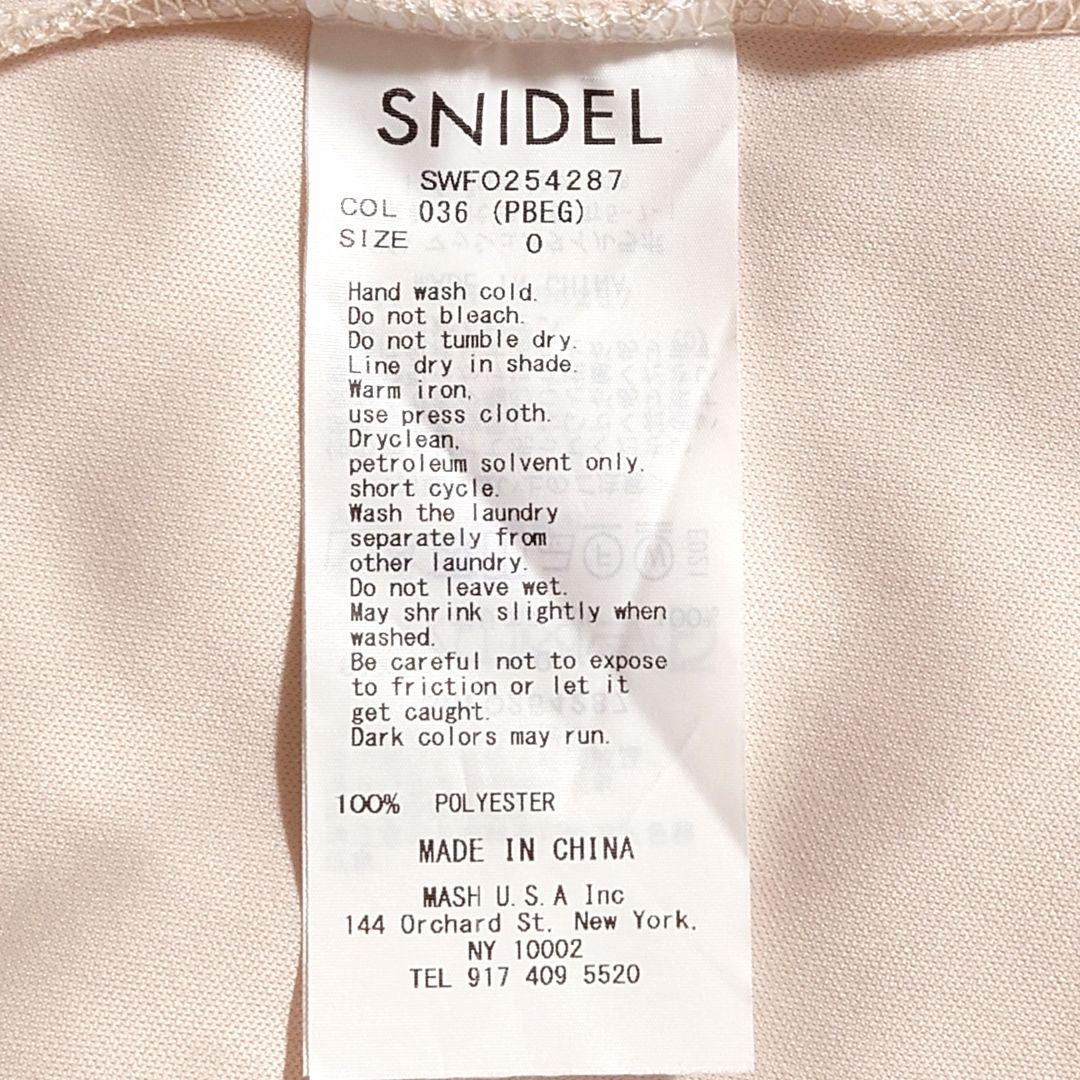 SNIDEL
SWFO254287
COL 036 (PBEG)
SIZE 0
Hand wash cold.
Do not bleach.
Do not tumble dry.
Line dry in shade.
Warm iron,
use press cloth.
Dryclean,
petroleum solvent only.
short cycle.
Wash the laundry
separately from
other laundry.
Do not leave wet.
May shrink slightly when
washed.
Be careful not to expose
to friction or let it
get caught.
Dark colors may run.
100% POLYESTER
MADE IN CHINA
MASH U.S.A Inc
144 Orchard St. New York.
NY 10002
TEL 917 409 5520